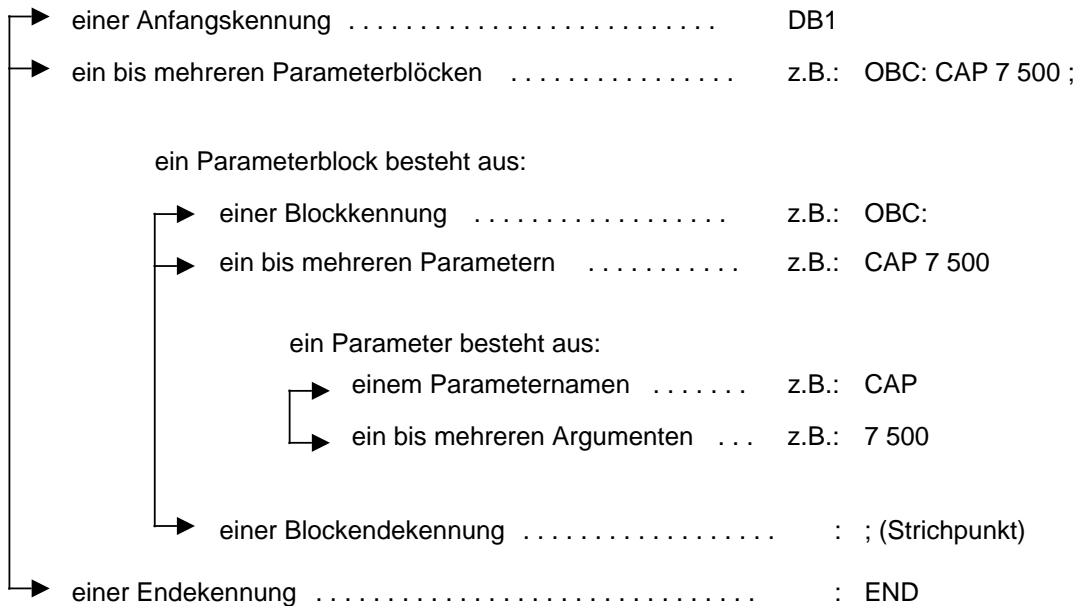 einer Anfangskennung . . . . . . . . . . . . . . . . . . . . . . . . . . DB1
ein bis mehreren Parameterblöcken . . . . . . . . . . . . . . . . z.B.: OBC: CAP 7 500 ;
ein Parameterblock besteht aus:
einer Blockkennung . . . . . . . . . . . . . . . . . . z.B.: OBC:
ein bis mehreren Parametern . . . . . . . . . . . z.B.: CAP 7 500
ein Parameter besteht aus:
einem Parameternamen . . . . . . . z.B.: CAP
ein bis mehreren Argumenten . . . z.B.: 7 500
einer Blockendekennung . . . . . . . . . . . . . . . . . . : ; (Strichpunkt)
einer Endekennung . . . . . . . . . . . . . . . . . . . . . . . . . . . . . . . : END